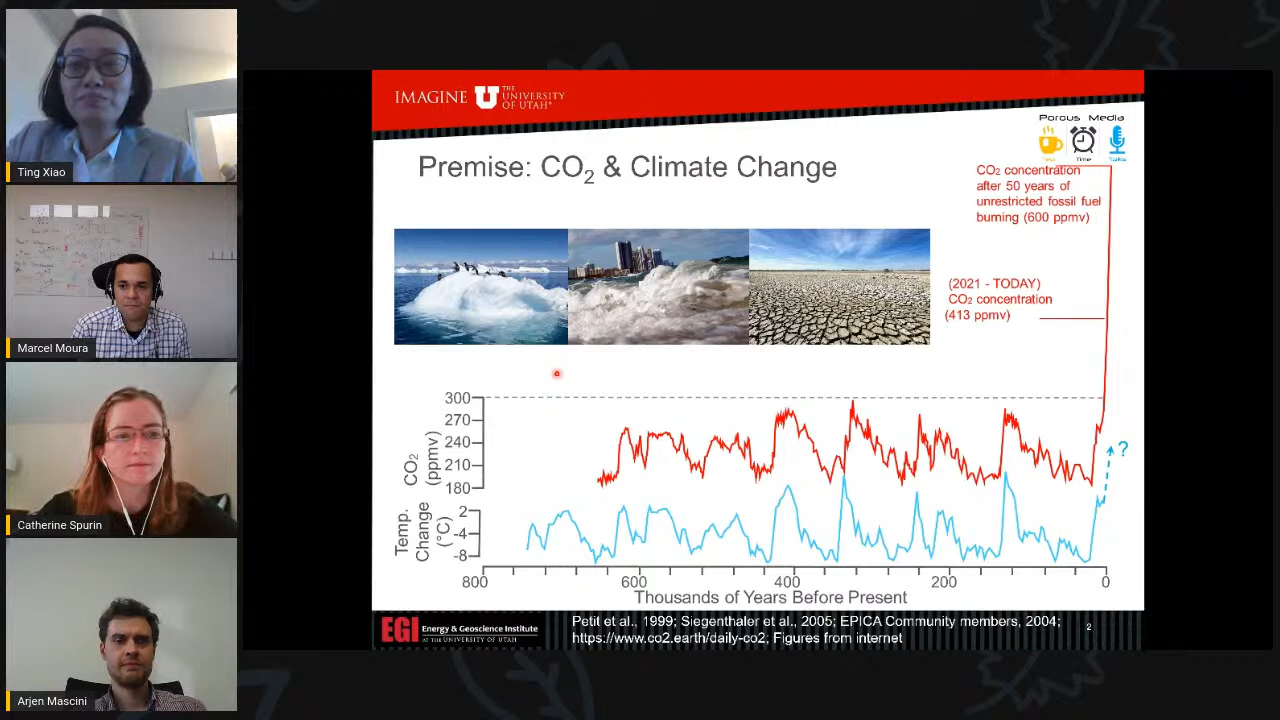 Ting Xiao
Marcel Moura
Catherine Spurin
Arjen Mascini
IMAGINE
THE
UNIVERSITY
OF UTAH®
Porous Media
Tea
Time
Talks
Premise: CO2 & Climate Change
CO2 concentration
after 50 years of
unrestricted fossil fuel
burning (600 ppmv)
(2021 - TODAY)
CO2 concentration
(413 ppmv)
300
270
240
210
180
CO2
(ppmv)
?
2
-4
-8
Temp.
Change
(°C)
800
600
400
200
0
Thousands of Years Before Present
EGI
Energy & Geoscience Institute
AT THE UNIVERSITY OF UTAH
Petit et al., 1999; Siegenthaler et al., 2005; EPICA Community members, 2004;
https://www.co2.earth/daily-co2; Figures from internet
2